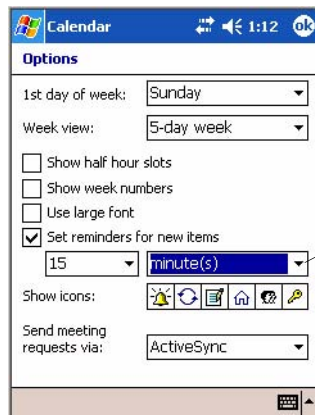 Calendar 1:12 ok
Options
1st day of week: Sunday
Week view: 5-day week
Show half hour slots
Show week numbers
Use large font
Set reminders for new items
15 minute(s)
Show icons:
Send meeting
requests via: ActiveSync